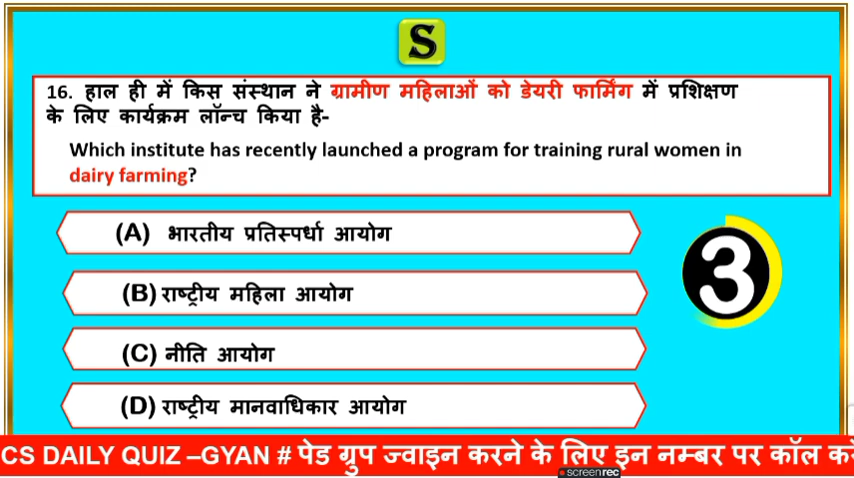 S
16. हाल ही में किस संस्थान ने ग्रामीण महिलाओं को डेयरी फार्मिंग में प्रशिक्षण
के लिए कार्यक्रम लॉन्च किया है-
Which institute has recently launched a program for training rural women in
dairy farming?
(A) भारतीय प्रतिस्पर्धा आयोग
(B) राष्ट्रीय महिला आयोग
(C) नीति आयोग
(D) राष्ट्रीय मानवाधिकार आयोग
3
CS DAILY QUIZ –GYAN # पेड ग्रुप ज्वाइन करने के लिए इन नम्बर पर कॉल करे
screenrec